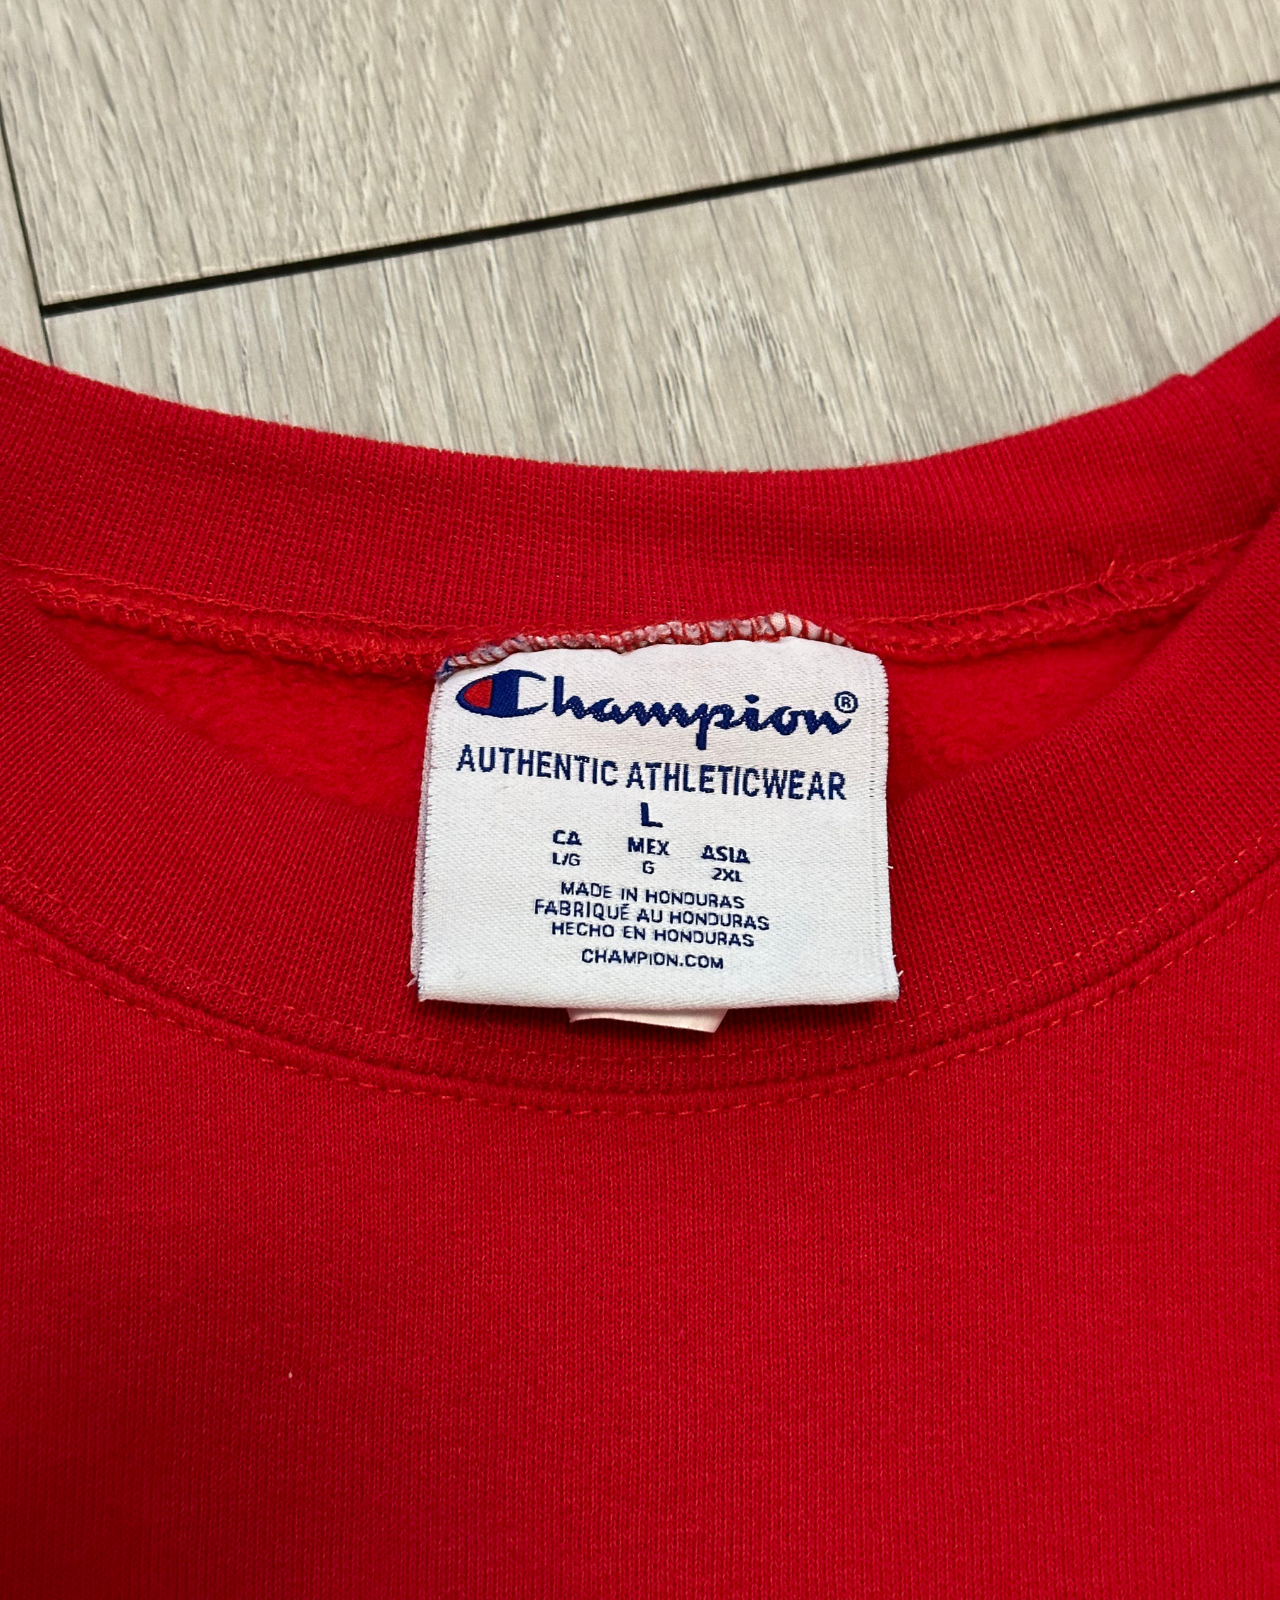 Champion®
AUTHENTIC ATHLETICWEAR
L
CA MEX ASIA
L/G G 2XL
MADE IN HONDURAS
FABRIQUÉ AU HONDURAS
HECHO EN HONDURAS
CHAMPION.COM